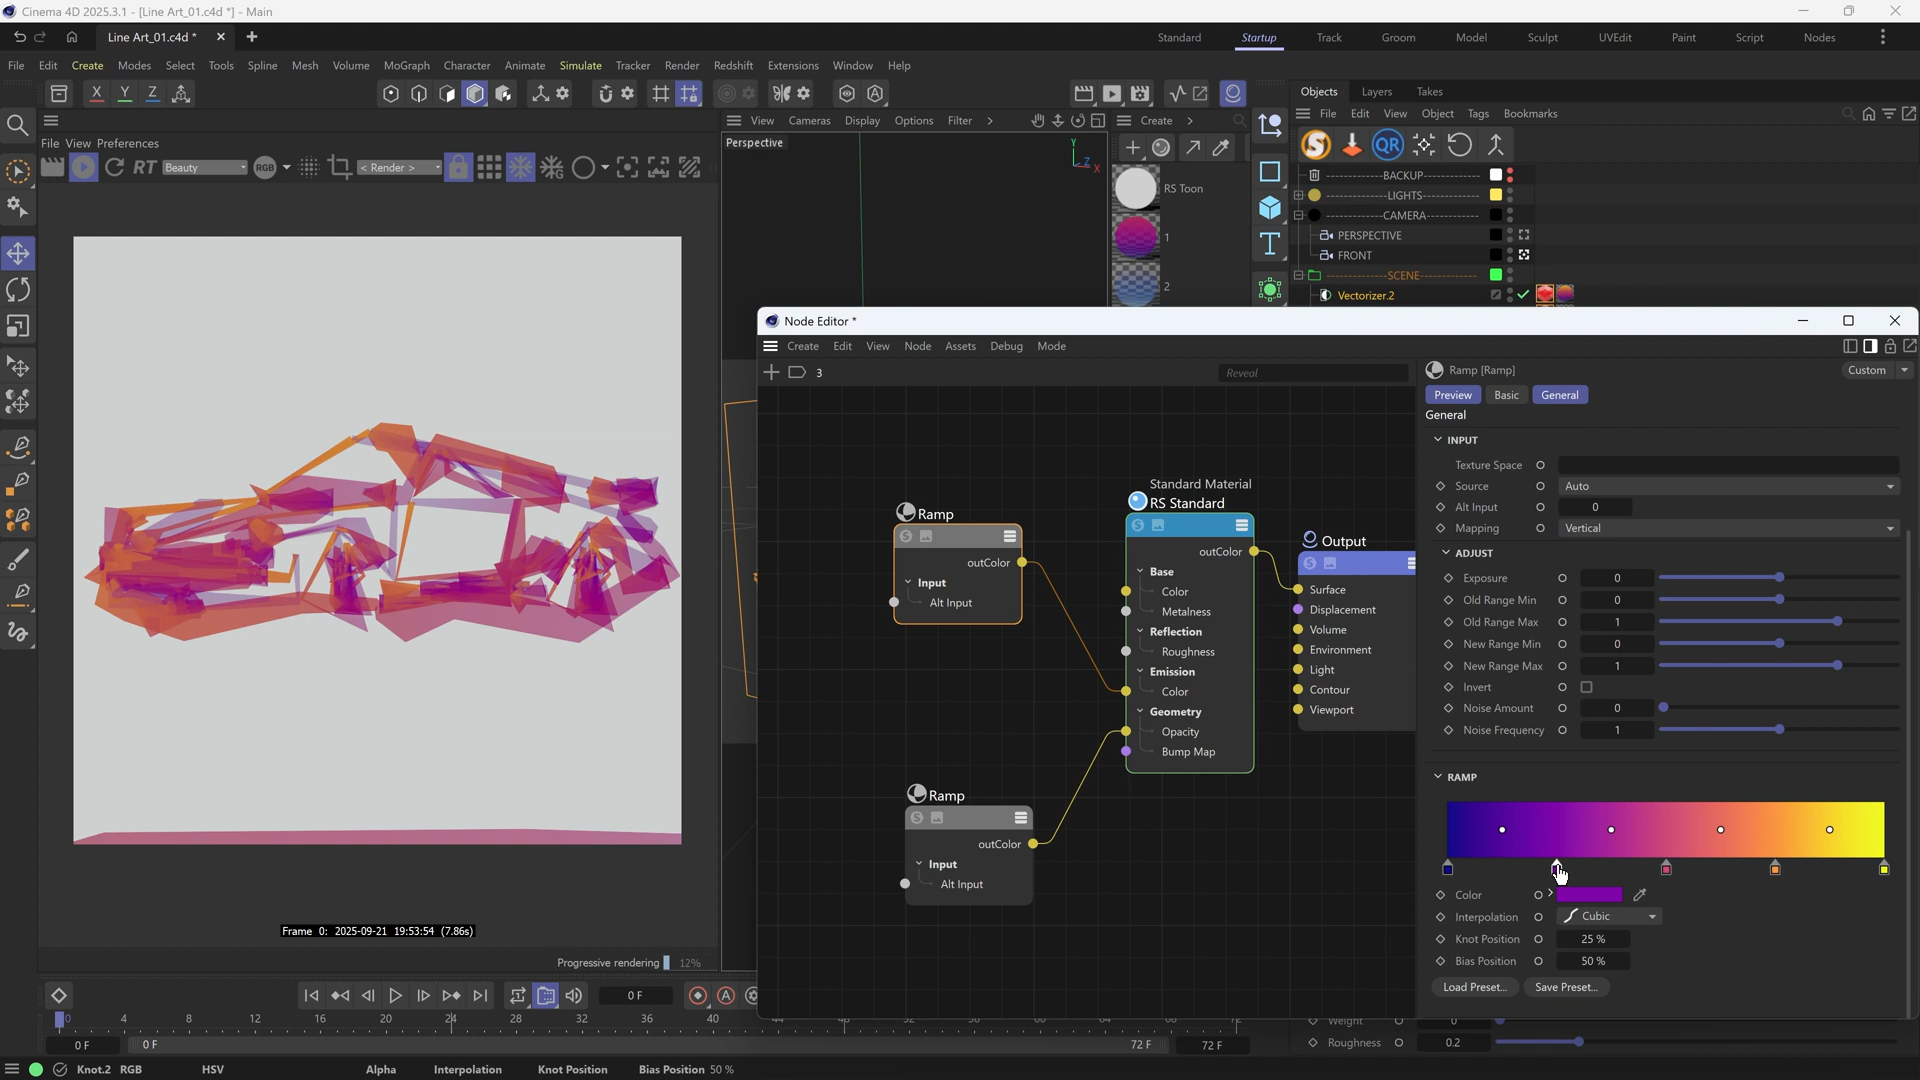 Cinema 4D 2025.3.1 - [Line Art_01.c4d *] - Main
Line Art_01.c4d *
Standard Startup Track Groom Model Sculpt UVEdit Paint Script Nodes
File Edit Create Modes Select Tools Spline Mesh Volume MoGraph Character Animate Simulate Tracker Render Redshift Extensions Window Help
X Y Z
Objects Layers Takes
File Edit View Object Tags Bookmarks
View Cameras Display Options Filter
Create
File View Preferences
RT Beauty RGB < Render >
Perspective
Y
Z
X
RS Toon
1
2
--------------BACKUP-------------
---------------LIGHTS------------
--------------CAMERA-----------
PERSPECTIVE
FRONT
---------------SCENE-------------
Vectorizer.2
Node Editor *
Create Edit View Node Assets Debug Mode
3
Reveal
Ramp
outColor
Input
Alt Input
Standard Material
RS Standard
outColor
Base
Color
Metalness
Reflection
Roughness
Emission
Color
Geometry
Opacity
Bump Map
Output
Surface
Displacement
Volume
Environment
Light
Contour
Viewport
Ramp
outColor
Input
Alt Input
Ramp [Ramp]
Custom
Preview Basic General
General
INPUT
Texture Space
Source Auto
Alt Input 0
Mapping Vertical
ADJUST
Exposure 0
Old Range Min 0
Old Range Max 1
New Range Min 0
New Range Max 1
Invert
Noise Amount 0
Noise Frequency 1
RAMP
Color
Interpolation Cubic
Knot Position 25 %
Bias Position 50 %
Load Preset... Save Preset...
Weight 0
Roughness 0.2
Frame 0: 2025-09-21 19:53:54 (7.86s)
Progressive rendering 12%
0 F
0 4 8 12 16 20 24 28 32 36 40
0 F 0 F 72 F 72 F
Knot.2 RGB HSV Alpha Interpolation Knot Position Bias Position 50 %